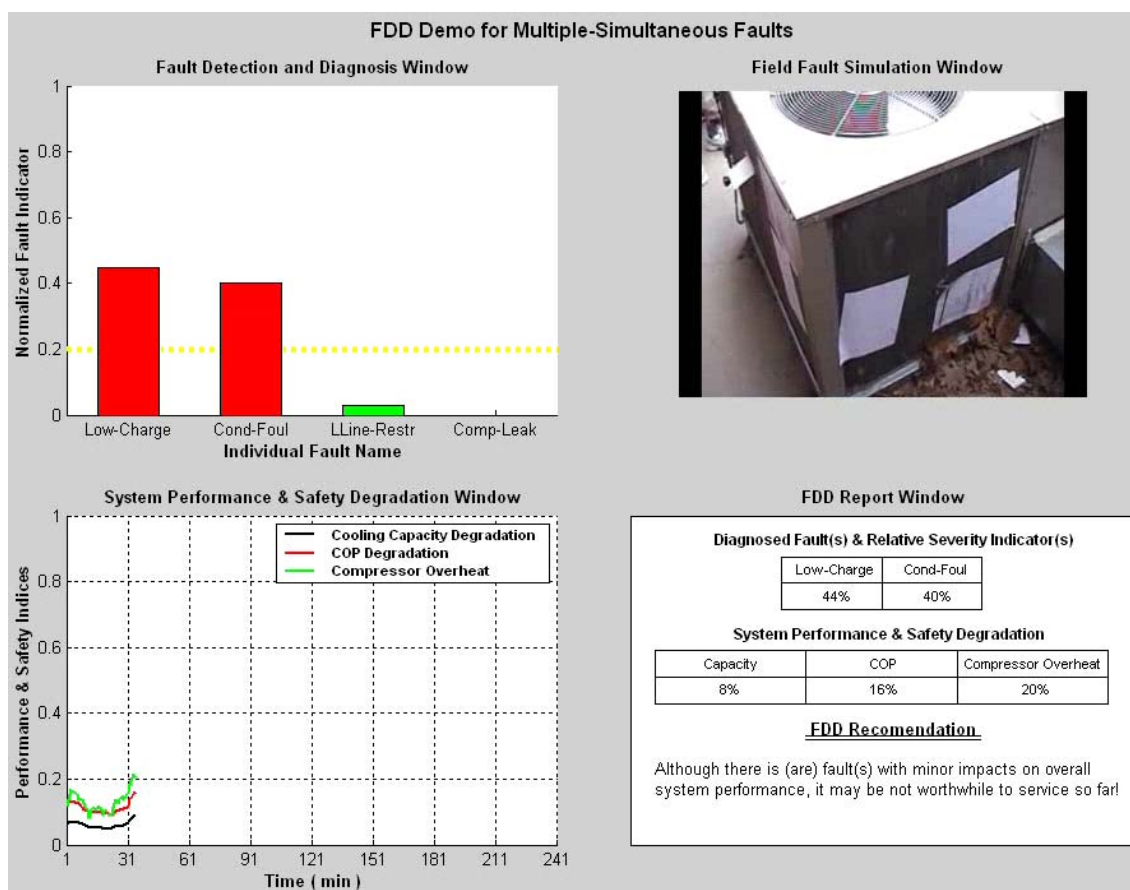 FDD Demo for Multiple-Simultaneous Faults
Fault Detection and Diagnosis Window
Normalized Fault Indicator
1
0.8
0.6
0.4
0.2
0
Low-Charge Cond-Foul LLine-Restr Comp-Leak
Individual Fault Name
Field Fault Simulation Window
System Performance & Safety Degradation Window
Performance & Safety Indices
1
0.8
0.6
0.4
0.2
0
Cooling Capacity Degradation
COP Degradation
Compressor Overheat
1 31 61 91 121 151 181 211 241
Time ( min )
FDD Report Window
Diagnosed Fault(s) & Relative Severity Indicator(s)
Low-Charge Cond-Foul
44% 40%
System Performance & Safety Degradation
Capacity COP Compressor Overheat
8% 16% 20%
FDD Recomendation
Although there is (are) fault(s) with minor impacts on overall
system performance, it may be not worthwhile to service so far!